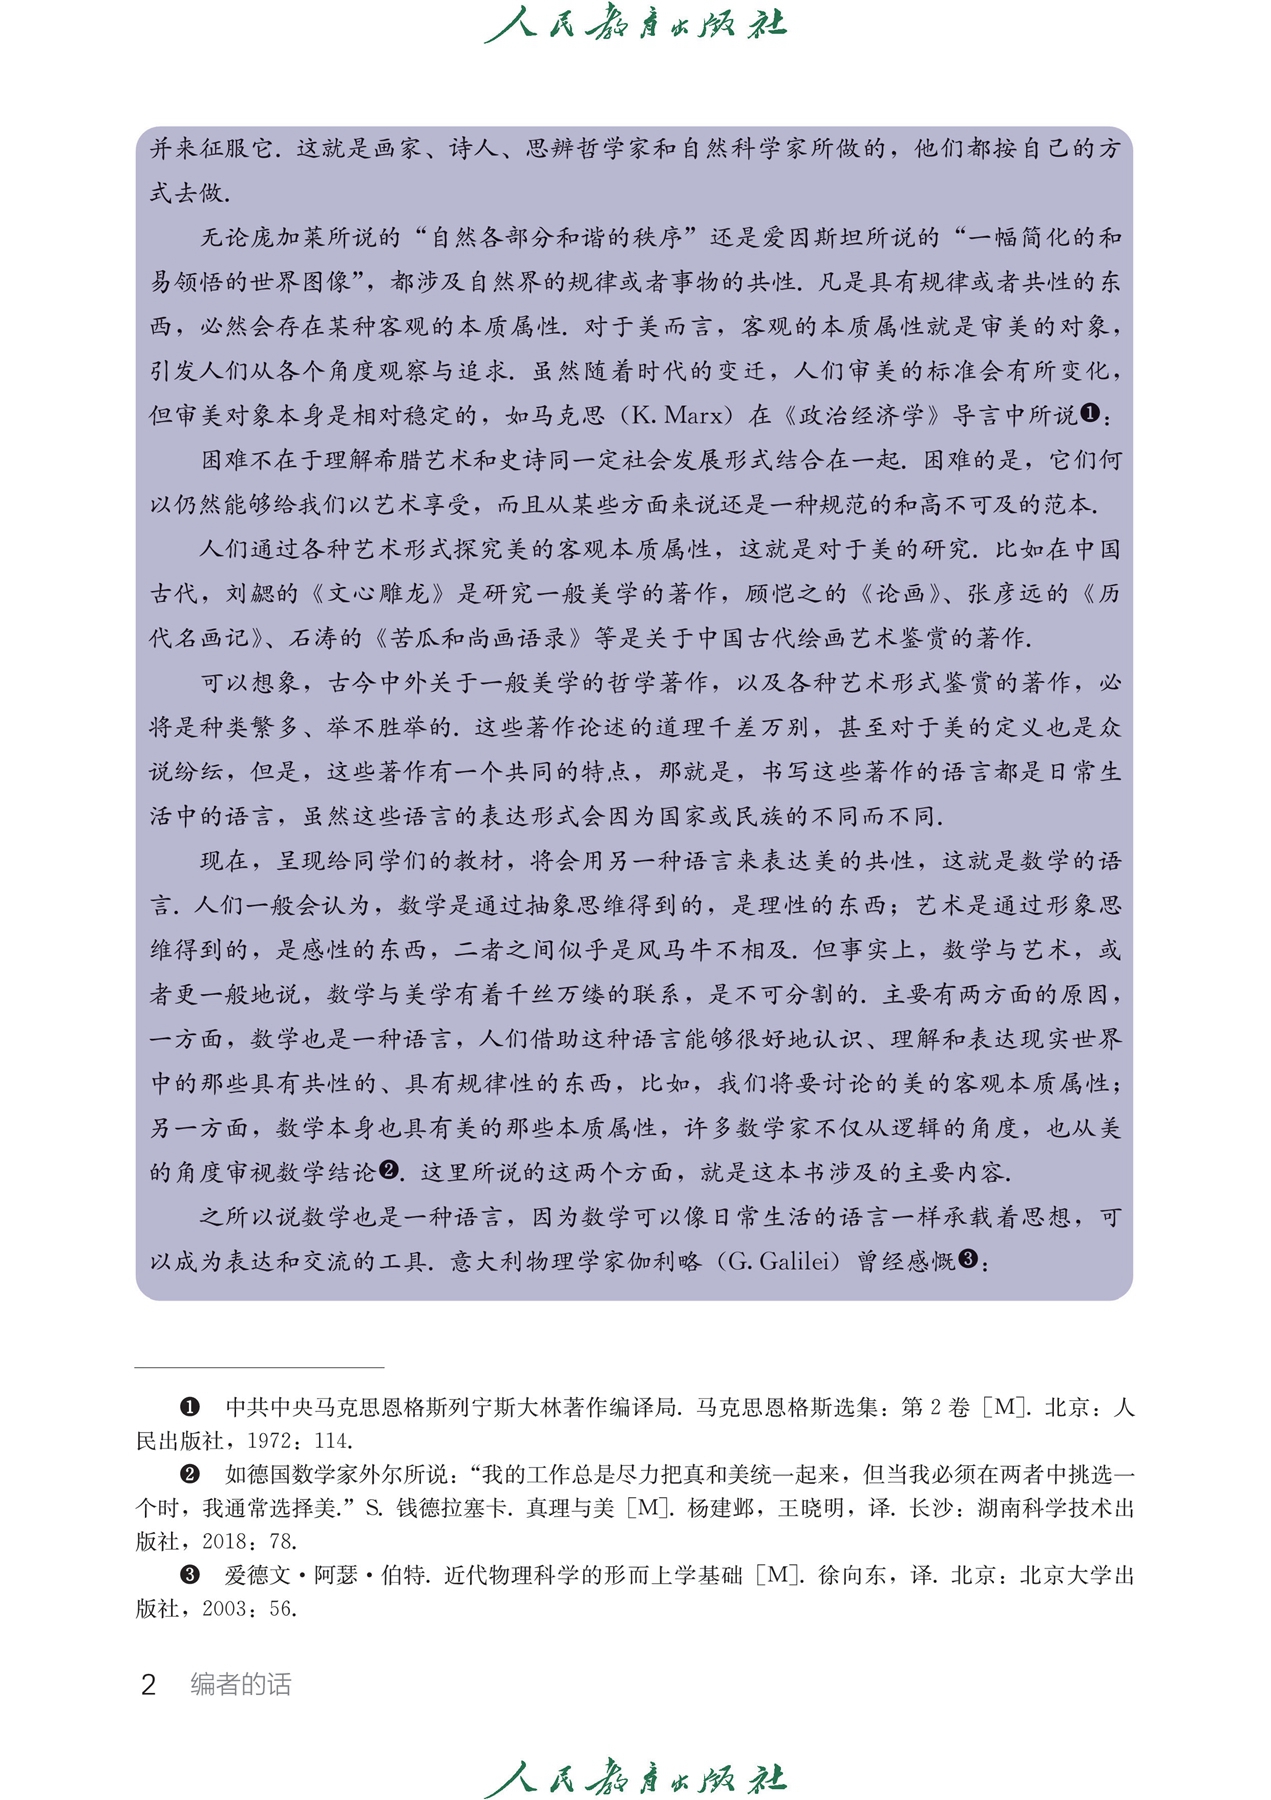 人民教育出版社
并来征服它. 这就是画家、诗人、思辨哲学家和自然科学家所做的，他们都按自己的方
式去做.
无论庞加莱所说的“自然各部分和谐的秩序”还是爱因斯坦所说的“一幅简化的和
易领悟的世界图像”，都涉及自然界的规律或者事物的共性. 凡是具有规律或者共性的东
西，必然会存在某种客观的本质属性. 对于美而言，客观的本质属性就是审美的对象，
引发人们从各个角度观察与追求. 虽然随着时代的变迁，人们审美的标准会有所变化，
但审美对象本身是相对稳定的，如马克思（K. Marx）在《政治经济学》导言中所说❶：
困难不在于理解希腊艺术和史诗同一定社会发展形式结合在一起. 困难的是，它们何
以仍然能够给我们以艺术享受，而且从某些方面来说还是一种规范的和高不可及的范本.
人们通过各种艺术形式探究美的客观本质属性，这就是对于美的研究. 比如在中国
古代，刘勰的《文心雕龙》是研究一般美学的著作，顾恺之的《论画》、张彦远的《历
代名画记》、石涛的《苦瓜和尚画语录》等是关于中国古代绘画艺术鉴赏的著作.
可以想象，古今中外关于一般美学的哲学著作，以及各种艺术形式鉴赏的著作，必
将是种类繁多、举不胜举的. 这些著作论述的道理千差万别，甚至对于美的定义也是众
说纷纭，但是，这些著作有一个共同的特点，那就是，书写这些著作的语言都是日常生
活中的语言，虽然这些语言的表达形式会因为国家或民族的不同而不同.
现在，呈现给同学们的教材，将会用另一种语言来表达美的共性，这就是数学的语
言. 人们一般会认为，数学是通过抽象思维得到的，是理性的东西；艺术是通过形象思
维得到的，是感性的东西，二者之间似乎是风马牛不相及. 但事实上，数学与艺术，或
者更一般地说，数学与美学有着千丝万缕的联系，是不可分割的. 主要有两方面的原因，
一方面，数学也是一种语言，人们借助这种语言能够很好地认识、理解和表达现实世界
中的那些具有共性的、具有规律性的东西，比如，我们将要讨论的美的客观本质属性；
另一方面，数学本身也具有美的那些本质属性，许多数学家不仅从逻辑的角度，也从美
的角度审视数学结论❷. 这里所说的这两个方面，就是这本书涉及的主要内容.
之所以说数学也是一种语言，因为数学可以像日常生活的语言一样承载着思想，可
以成为表达和交流的工具. 意大利物理学家伽利略（G. Galilei）曾经感慨❸：
❶ 中共中央马克思恩格斯列宁斯大林著作编译局. 马克思恩格斯选集：第 2 卷［M］. 北京：人
民出版社，1972：114.
❷ 如德国数学家外尔所说：“我的工作总是尽力把真和美统一起来，但当我必须在两者中挑选一
个时，我通常选择美.” S. 钱德拉塞卡. 真理与美［M］. 杨建邺，王晓明，译. 长沙：湖南科学技术出
版社，2018：78.
❸ 爱德文·阿瑟·伯特. 近代物理科学的形而上学基础［M］. 徐向东，译. 北京：北京大学出
版社，2003：56.
2 编者的话
人民教育出版社